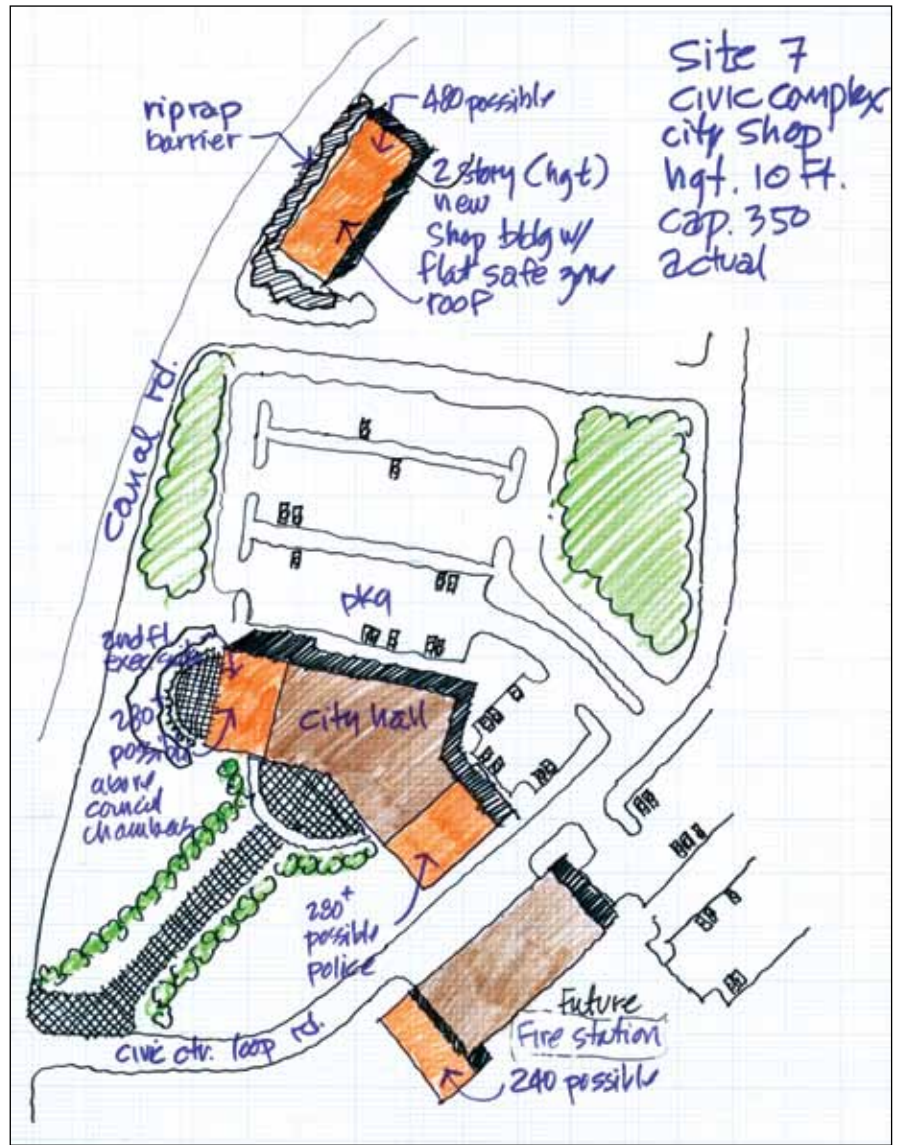 Site 7
civic complex
city shop
hgt. 10 Ft.
cap. 350
actual
riprap
barrier
480 possible
2 story (hgt)
new
shop bldg w/
flat safe zone
roof
canal rd.
pkg
2nd fl
exec suite
280+
possible
above
council
chambers
city hall
280+
possible
police
Future
Fire station
240 possible
civic ctr. loop rd.